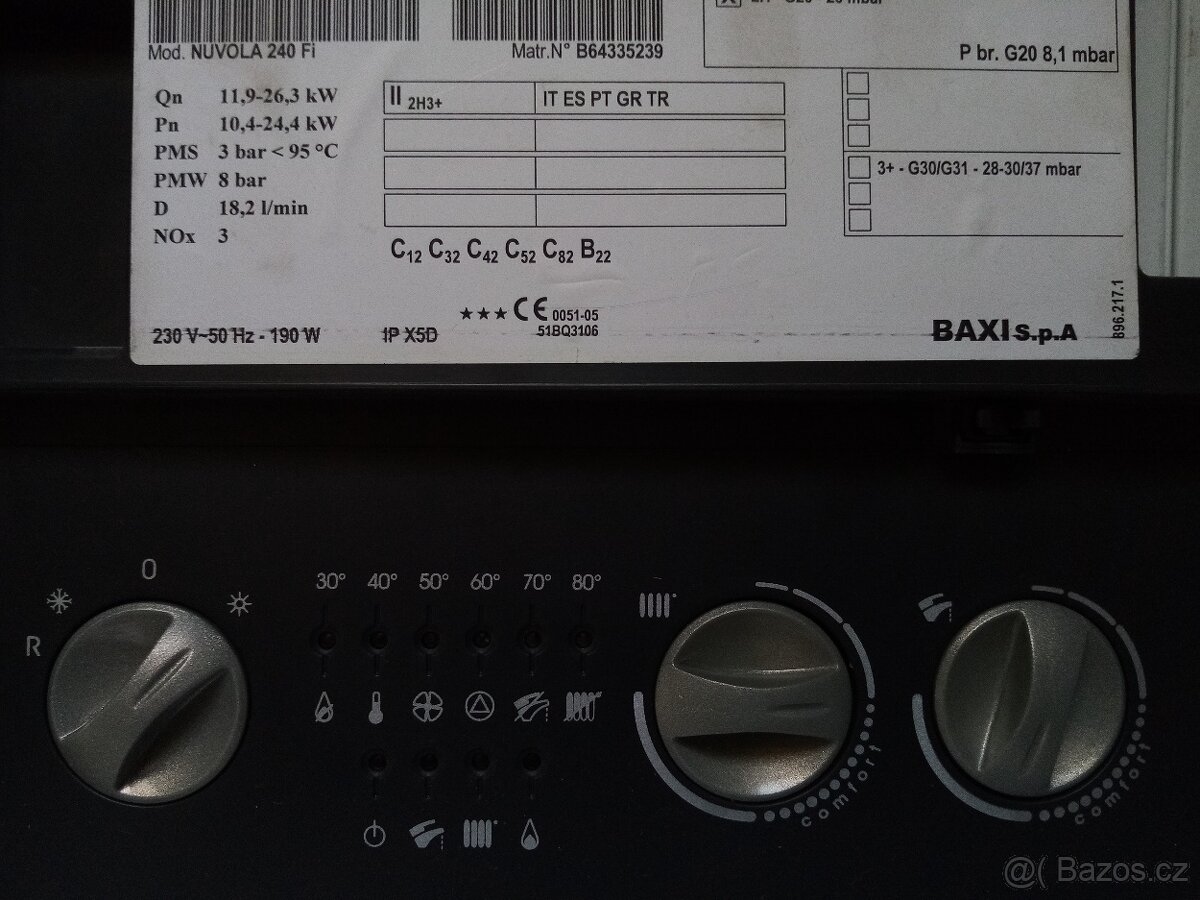 Mod. NUVOLA 240 Fi
Matr.N° B64335239
P br. G20 8,1 mbar
Qn 11,9-26,3 kW
Pn 10,4-24,4 kW
PMS 3 bar < 95 °C
PMW 8 bar
D 18,2 l/min
NOx 3
II 2H3+ IT ES PT GR TR
3+ - G30/G31 - 28-30/37 mbar
C12 C32 C42 C52 C82 B22
★★★ CE 0051-05
51BQ3106
230 V~50 Hz - 190 W IP X5D
BAXI S.p.A
896.217.1
0
R
30° 40° 50° 60° 70° 80°
comfort
comfort
@( Bazos.cz